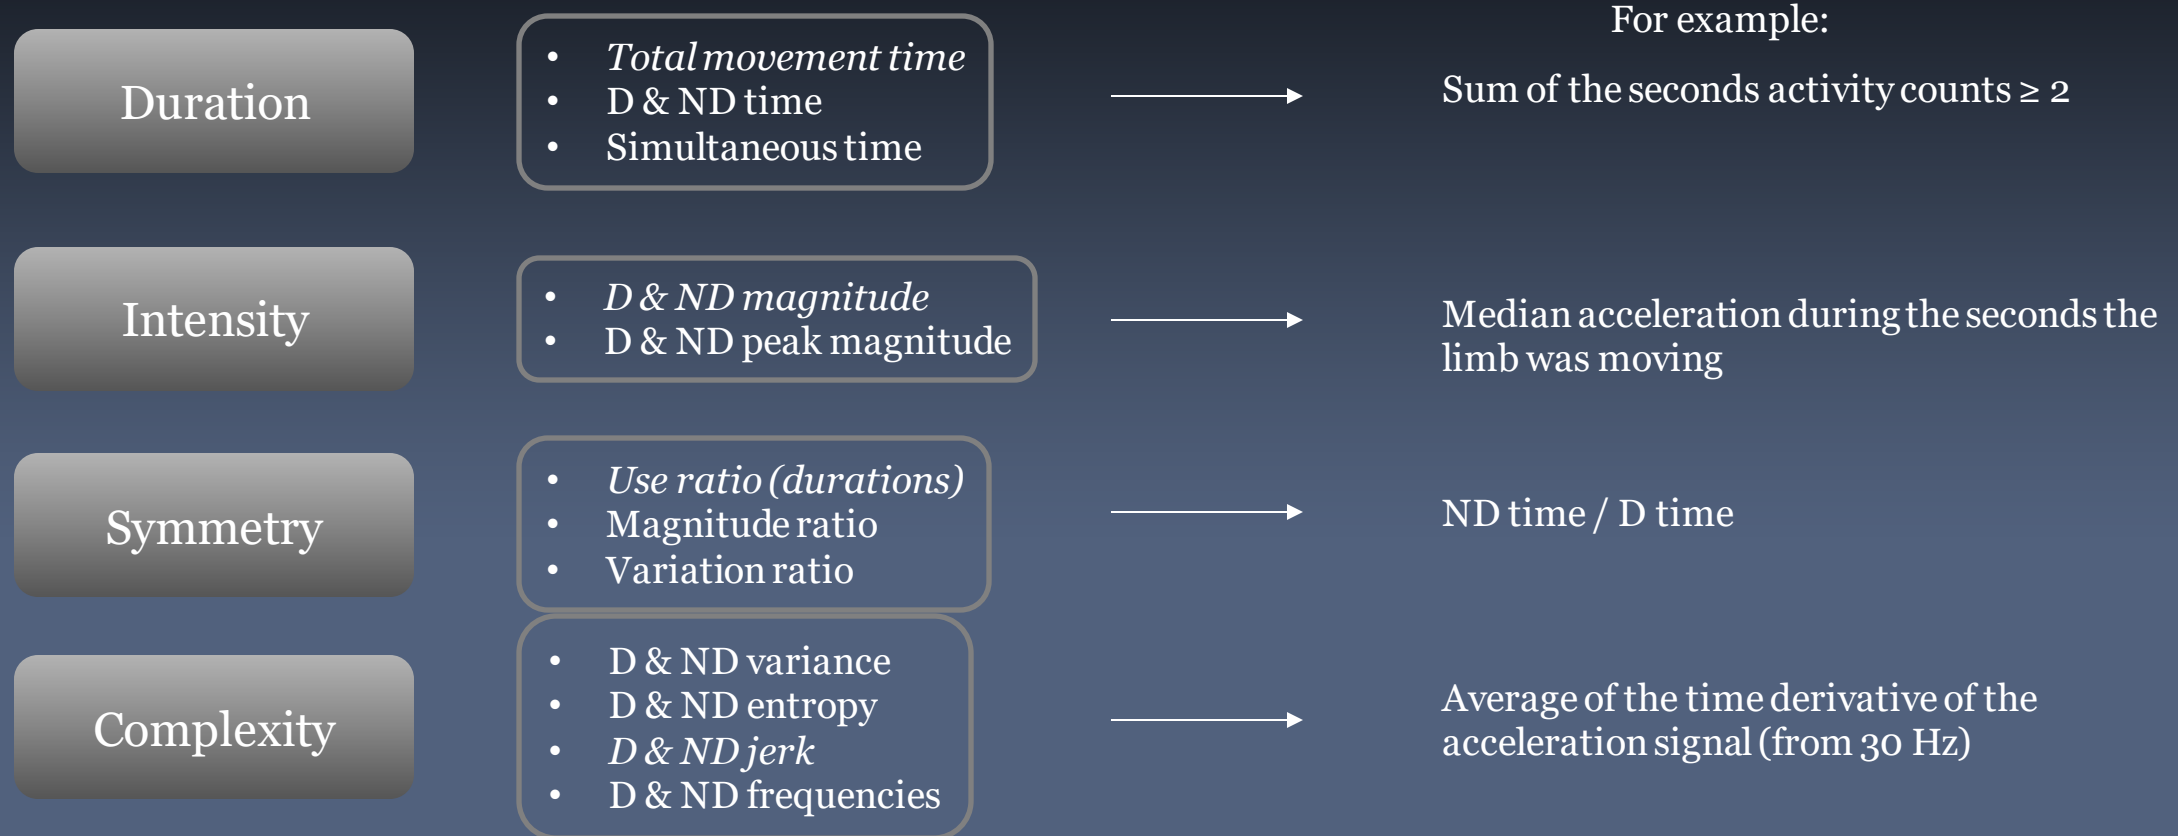 For example:
Duration
• Total movement time
• D & ND time
• Simultaneous time
Sum of the seconds activity counts ≥ 2
Intensity
• D & ND magnitude
• D & ND peak magnitude
Median acceleration during the seconds the
limb was moving
Symmetry
• Use ratio (durations)
• Magnitude ratio
• Variation ratio
ND time / D time
Complexity
• D & ND variance
• D & ND entropy
• D & ND jerk
• D & ND frequencies
Average of the time derivative of the
acceleration signal (from 30 Hz)